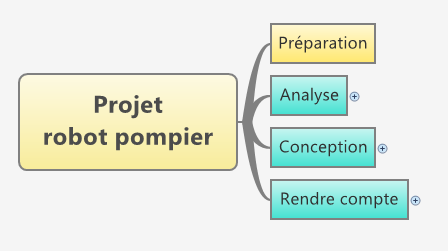 Projet
robot pompier
Préparation
Analyse
Conception
Rendre compte